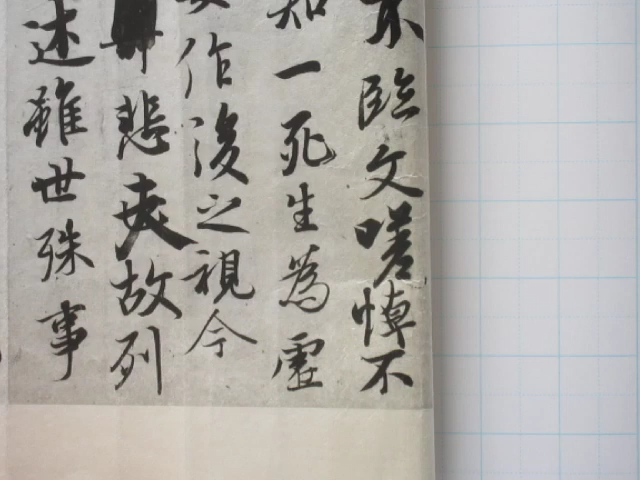 不臨文嗟悼不
知一死生為虛
作後之視今
悲夫故列
述雖世殊事